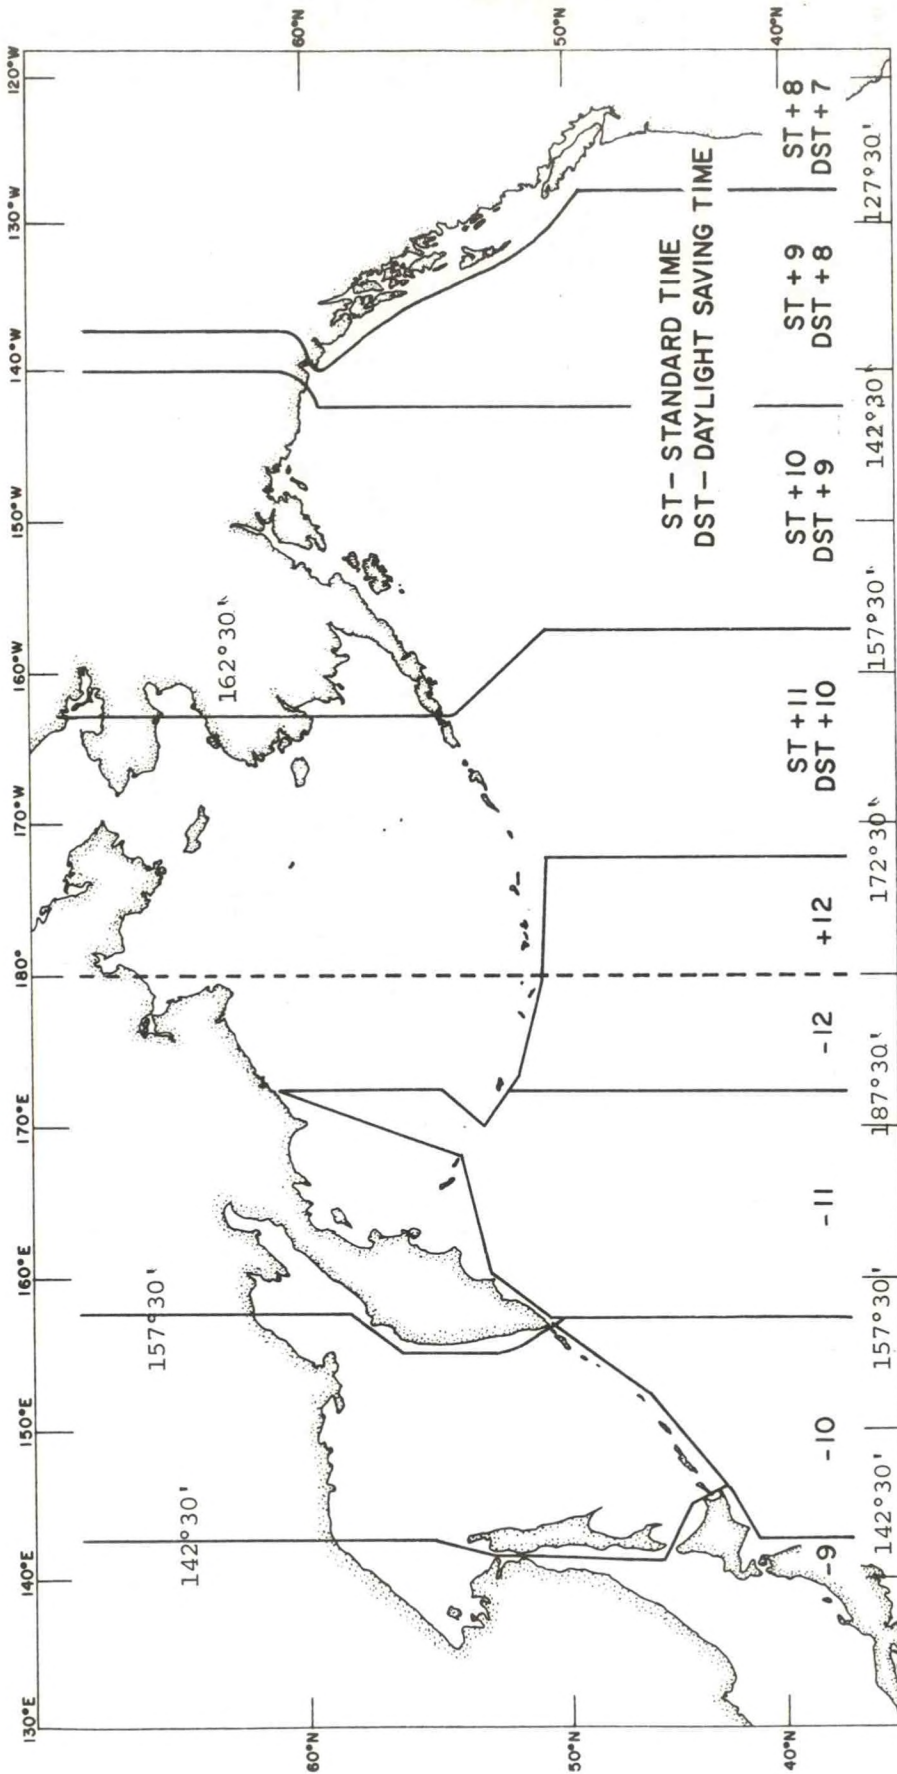 130°E
140°E
150°E
160°E
170°E
180°
170°W
160°W
150°W
140°W
130°W
120°W
142°30'
157°30'
162°30'
60°N
60°N
50°N
50°N
40°N
40°N
ST - STANDARD TIME
DST - DAYLIGHT SAVING TIME
-9
-10
-11
-12
+12
ST +11
DST +10
ST +10
DST +9
ST +9
DST +8
ST +8
DST +7
142°30'
157°30'
187°30'
172°30'
157°30'
142°30'
127°30'